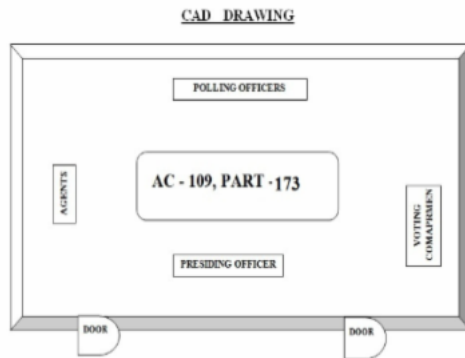 CAD DRAWING
POLLING OFFICERS
AC - 109, PART -173
AGENTS
VOTING
COMAPRMEN
PRESIDING OFFICER
DOOR
DOOR